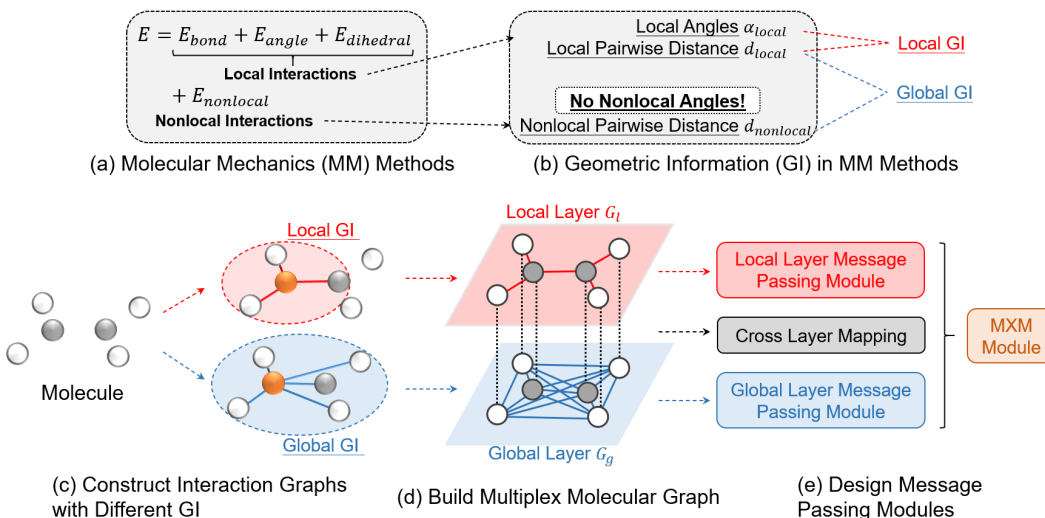 E = E_bond + E_angle + E_dihedral
Local Interactions
+ E_nonlocal
Nonlocal Interactions
(a) Molecular Mechanics (MM) Methods
Local Angles α_local
Local Pairwise Distance d_local
No Nonlocal Angles!
Nonlocal Pairwise Distance d_nonlocal
(b) Geometric Information (GI) in MM Methods
Local GI
Global GI
Molecule
Local GI
Global GI
(c) Construct Interaction Graphs
with Different GI
Local Layer G_l
Global Layer G_g
(d) Build Multiplex Molecular Graph
Local Layer Message
Passing Module
Cross Layer Mapping
Global Layer Message
Passing Module
MXM
Module
(e) Design Message
Passing Modules